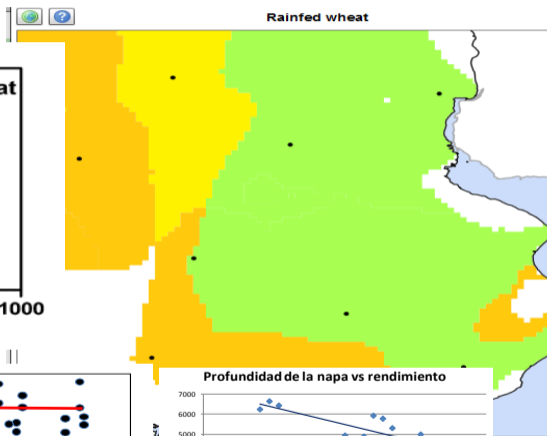 ?
Rainfed wheat
at
1000
Profundidad de la napa vs rendimiento
7000
6000
5000